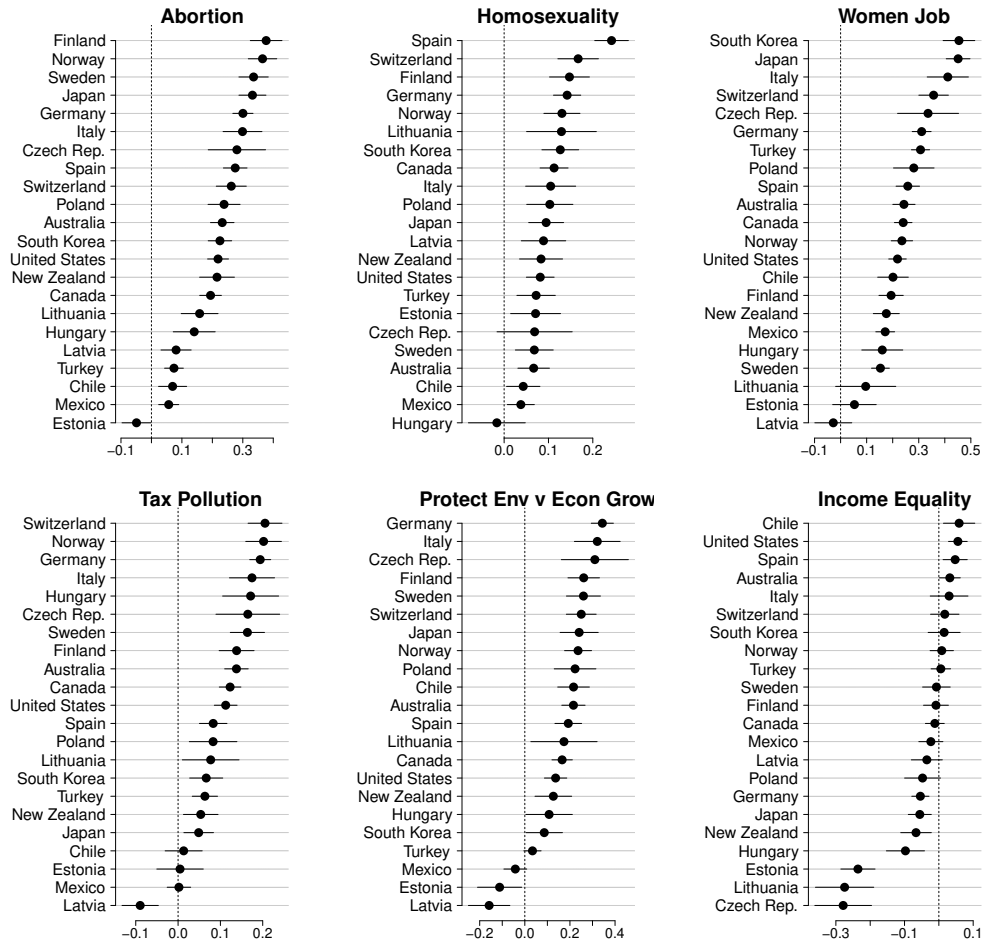 Abortion
Finland
Norway
Sweden
Japan
Germany
Italy
Czech Rep.
Spain
Switzerland
Poland
Australia
South Korea
United States
New Zealand
Canada
Lithuania
Hungary
Latvia
Turkey
Chile
Mexico
Estonia
−0.1 0.1 0.3
Homosexuality
Spain
Switzerland
Finland
Germany
Norway
Lithuania
South Korea
Canada
Italy
Poland
Japan
Latvia
New Zealand
United States
Turkey
Estonia
Czech Rep.
Sweden
Australia
Chile
Mexico
Hungary
0.0 0.1 0.2
Women Job
South Korea
Japan
Italy
Switzerland
Czech Rep.
Germany
Turkey
Poland
Spain
Australia
Canada
Norway
United States
Chile
Finland
New Zealand
Mexico
Hungary
Sweden
Lithuania
Estonia
Latvia
−0.1 0.1 0.3 0.5
Tax Pollution
Switzerland
Norway
Germany
Italy
Hungary
Czech Rep.
Sweden
Finland
Australia
Canada
United States
Spain
Poland
Lithuania
South Korea
Turkey
New Zealand
Japan
Chile
Estonia
Mexico
Latvia
−0.1 0.0 0.2
Protect Env v Econ Grow
Germany
Italy
Czech Rep.
Finland
Sweden
Switzerland
Japan
Norway
Poland
Chile
Australia
Spain
Lithuania
Canada
United States
New Zealand
Hungary
South Korea
Turkey
Mexico
Estonia
Latvia
−0.2 0.0 0.2 0.4
Income Equality
Chile
United States
Spain
Australia
Italy
Switzerland
South Korea
Norway
Turkey
Sweden
Finland
Canada
Mexico
Latvia
Poland
Germany
Japan
New Zealand
Hungary
Estonia
Lithuania
Czech Rep.
−0.3 −0.1 0.1